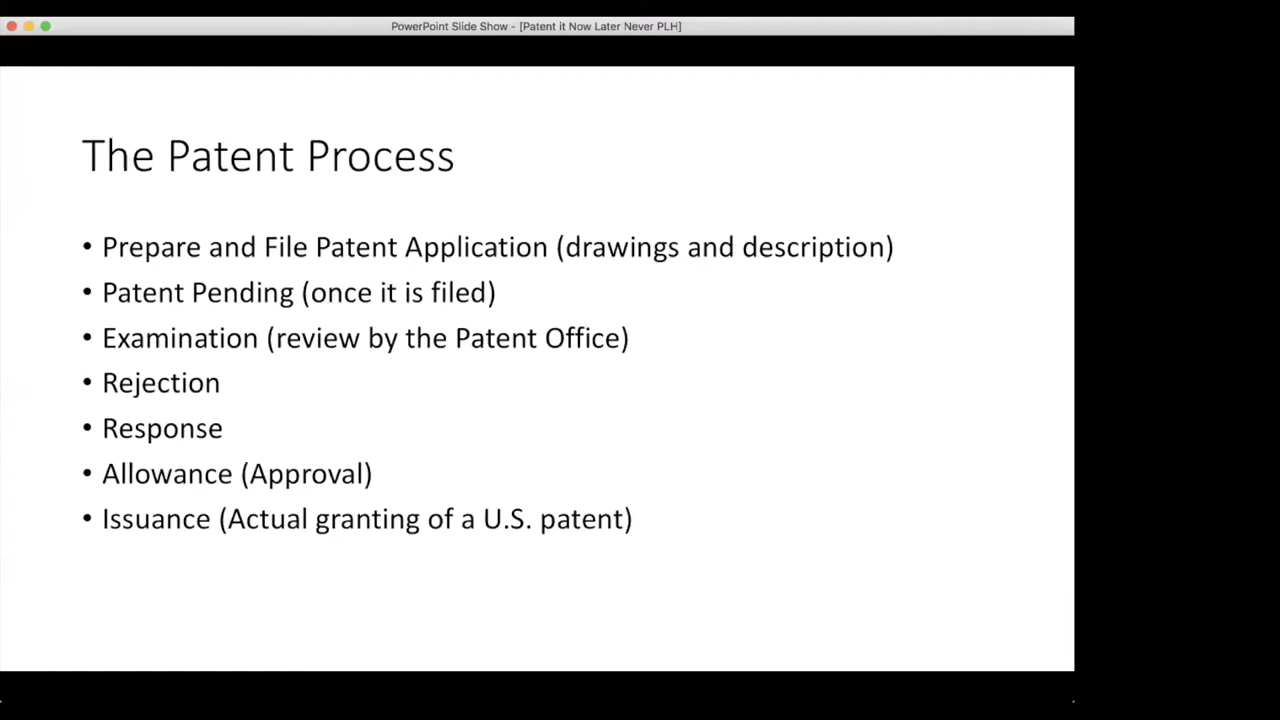 PowerPoint Slide Show - [Patent it Now Later Never PLH]
The Patent Process
• Prepare and File Patent Application (drawings and description)
• Patent Pending (once it is filed)
• Examination (review by the Patent Office)
• Rejection
• Response
• Allowance (Approval)
• Issuance (Actual granting of a U.S. patent)